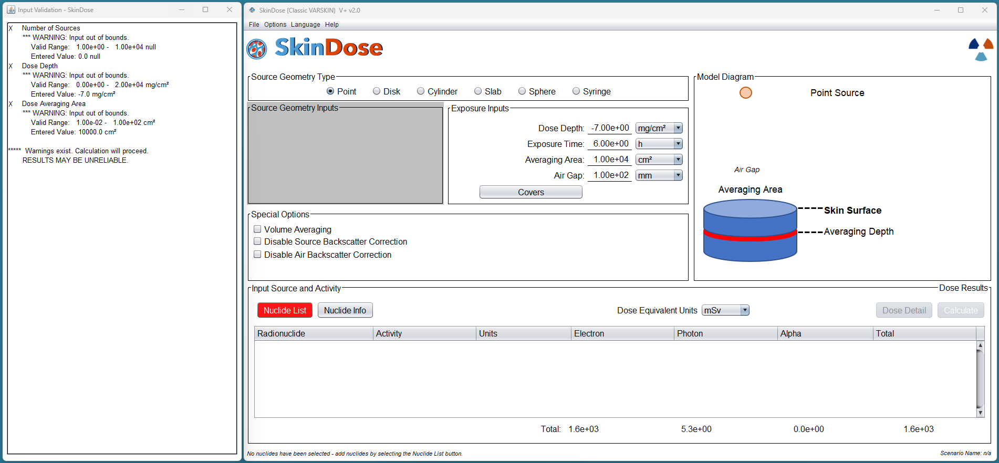 Input Validation - SkinDose
X Number of Sources
*** WARNING: Input out of bounds.
Valid Range: 1.00e+00 - 1.00e+04 null
Entered Value: 0.0 null
X Dose Depth
*** WARNING: Input out of bounds.
Valid Range: 0.00e+00 - 2.00e+04 mg/cm²
Entered Value: -7.0 mg/cm²
X Dose Averaging Area
*** WARNING: Input out of bounds.
Valid Range: 1.00e-02 - 1.00e+02 cm²
Entered Value: 10000.0 cm²
***** Warnings exist. Calculation will proceed.
RESULTS MAY BE UNRELIABLE.
SkinDose (Classic VARSKIN) V+ v2.0
File Options Language Help
SkinDose
Source Geometry Type
Point Disk Cylinder Slab Sphere Syringe
Source Geometry Inputs
Exposure Inputs
Dose Depth: -7.00e+00 mg/cm²
Exposure Time: 6.00e+00 h
Averaging Area: 1.00e+04 cm²
Air Gap: 1.00e+02 mm
Covers
Special Options
Volume Averaging
Disable Source Backscatter Correction
Disable Air Backscatter Correction
Model Diagram
Point Source
Air Gap
Averaging Area
Skin Surface
Averaging Depth
Input Source and Activity Dose Results
Nuclide List Nuclide Info Dose Equivalent Units mSv Dose Detail Calculate
Radionuclide Activity Units Electron Photon Alpha Total
Total: 1.6e+03 5.3e+00 0.0e+00 1.6e+03
No nuclides have been selected - add nuclides by selecting the Nuclide List button. Scenario Name: n/a